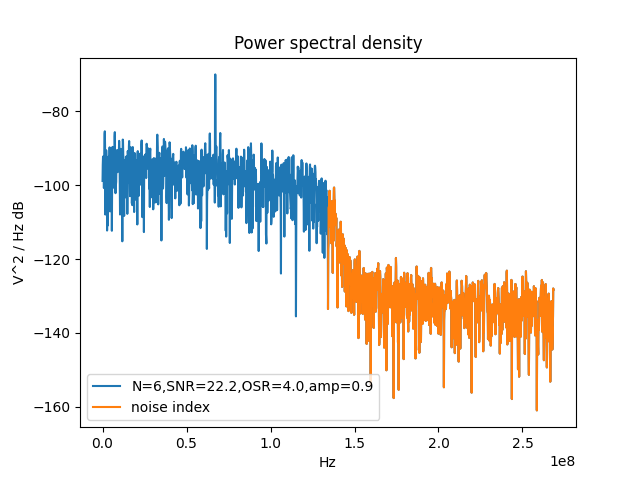 Power spectral density
V^2 / Hz dB
−80
−100
−120
−140
−160
N=6,SNR=22.2,OSR=4.0,amp=0.9
noise index
0.0 0.5 1.0 1.5 2.0 2.5
1e8
Hz